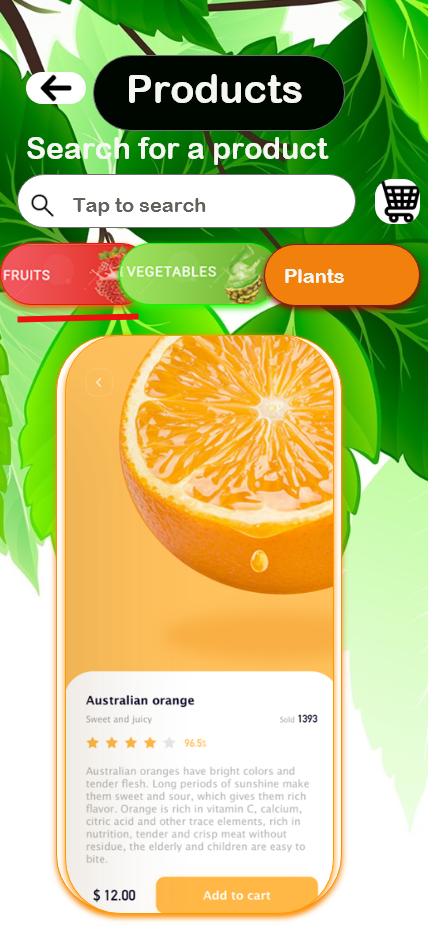 Products
Search for a product
Tap to search
FRUITS
VEGETABLES
Plants
Australian orange
Sweet and juicy
Sold 1393
96.5%
Australian oranges have bright colors and
tender flesh. Long periods of sunshine make
them sweet and sour, which gives them rich
flavor. Orange is rich in vitamin C, calcium,
citric acid and other trace elements, rich in
nutrition, tender and crisp meat without
residue, the elderly and children are easy to
bite.
$ 12.00
Add to cart